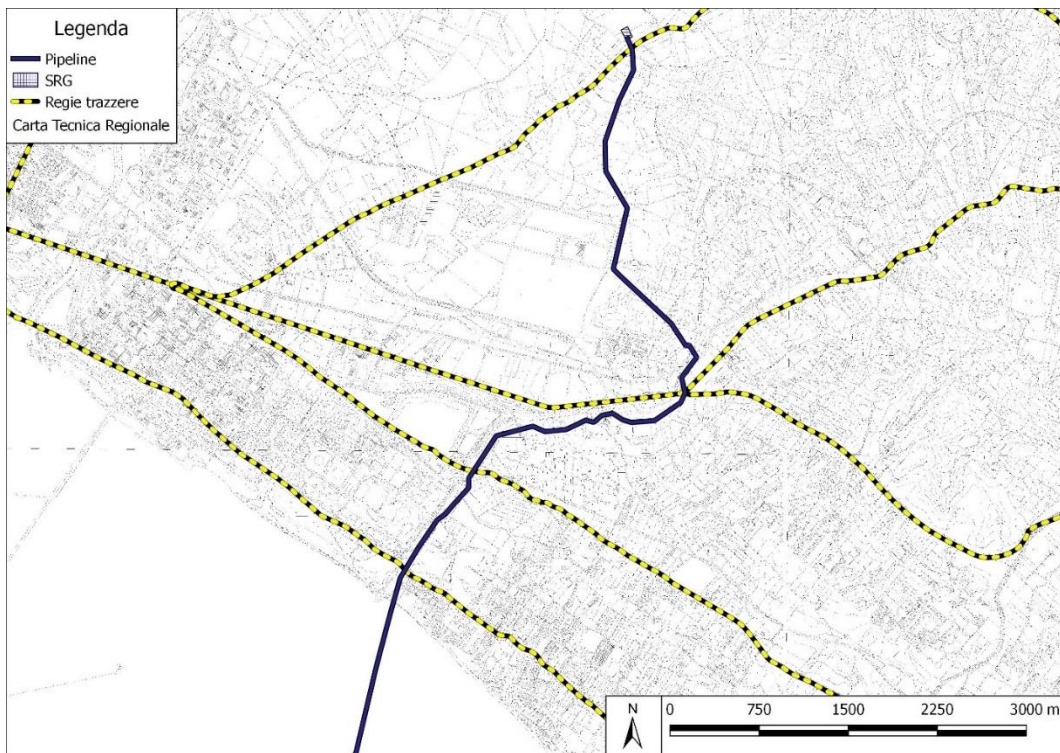 Legenda
Pipeline
SRG
Regie trazzere
Carta Tecnica Regionale
N
0 750 1500 2250 3000 m